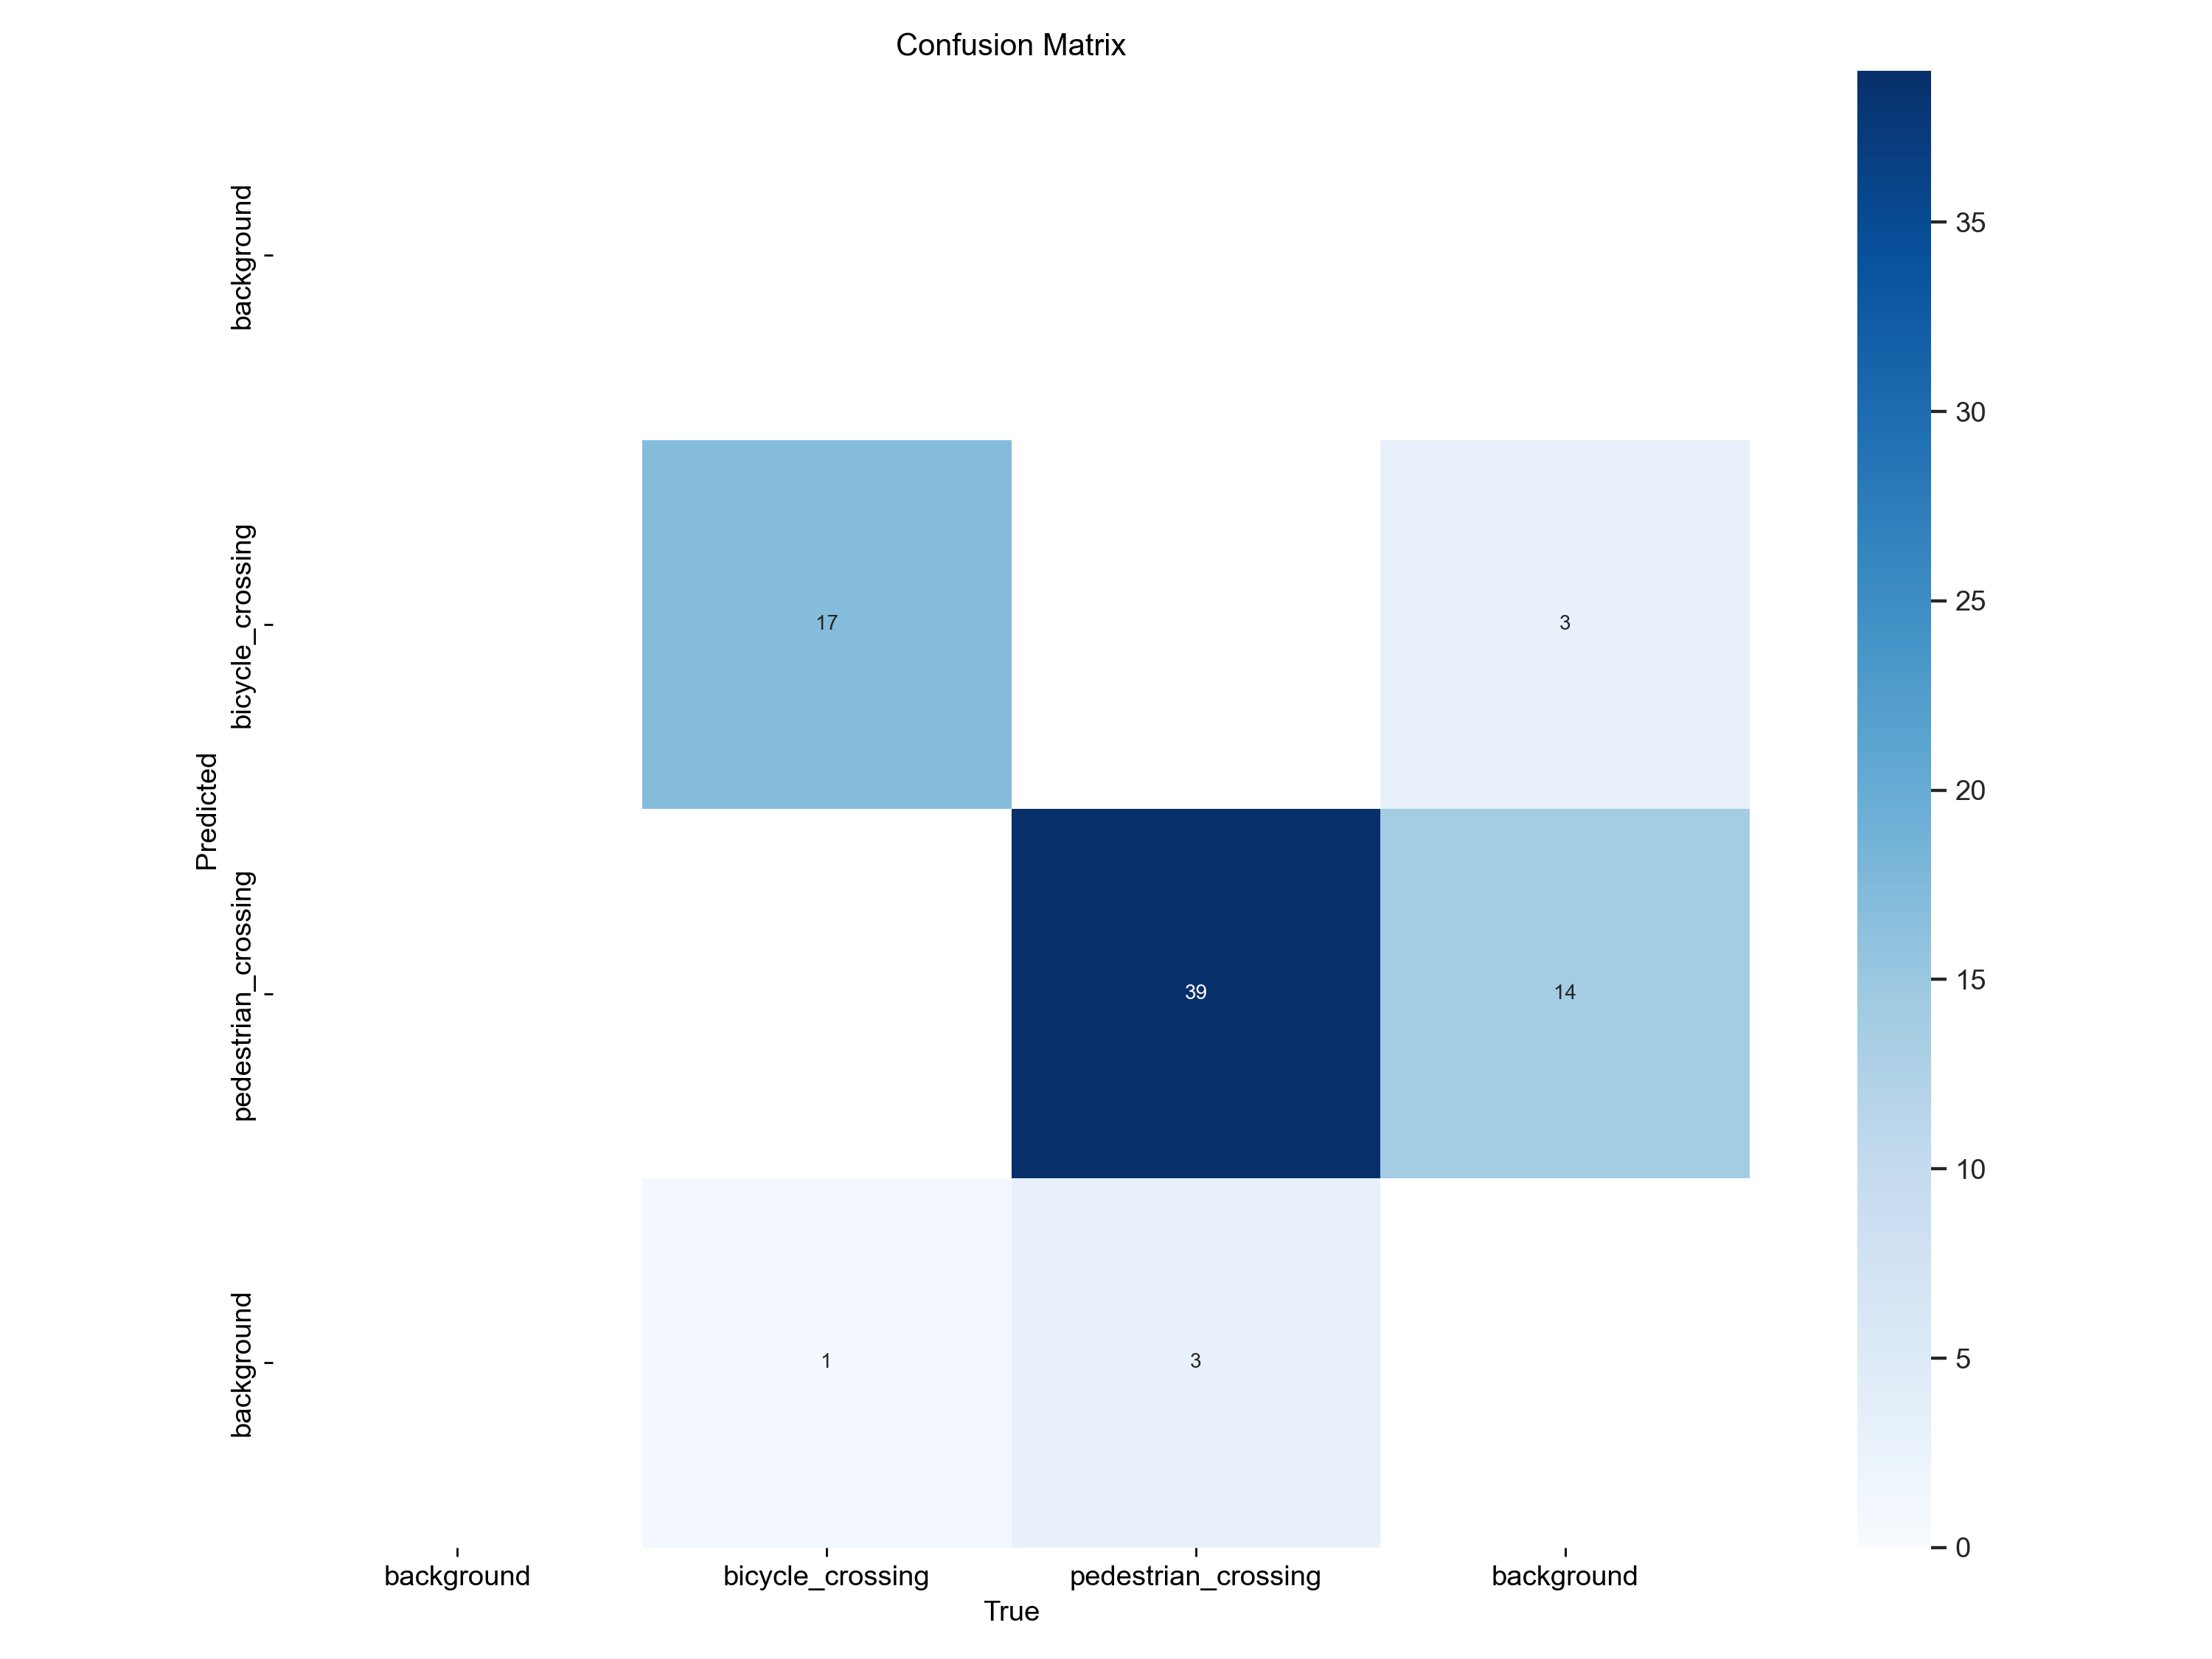 Confusion Matrix
Predicted
background
bicycle_crossing
pedestrian_crossing
background
17
3
39
14
1
3
background
bicycle_crossing
pedestrian_crossing
background
True
35
30
25
20
15
10
5
0